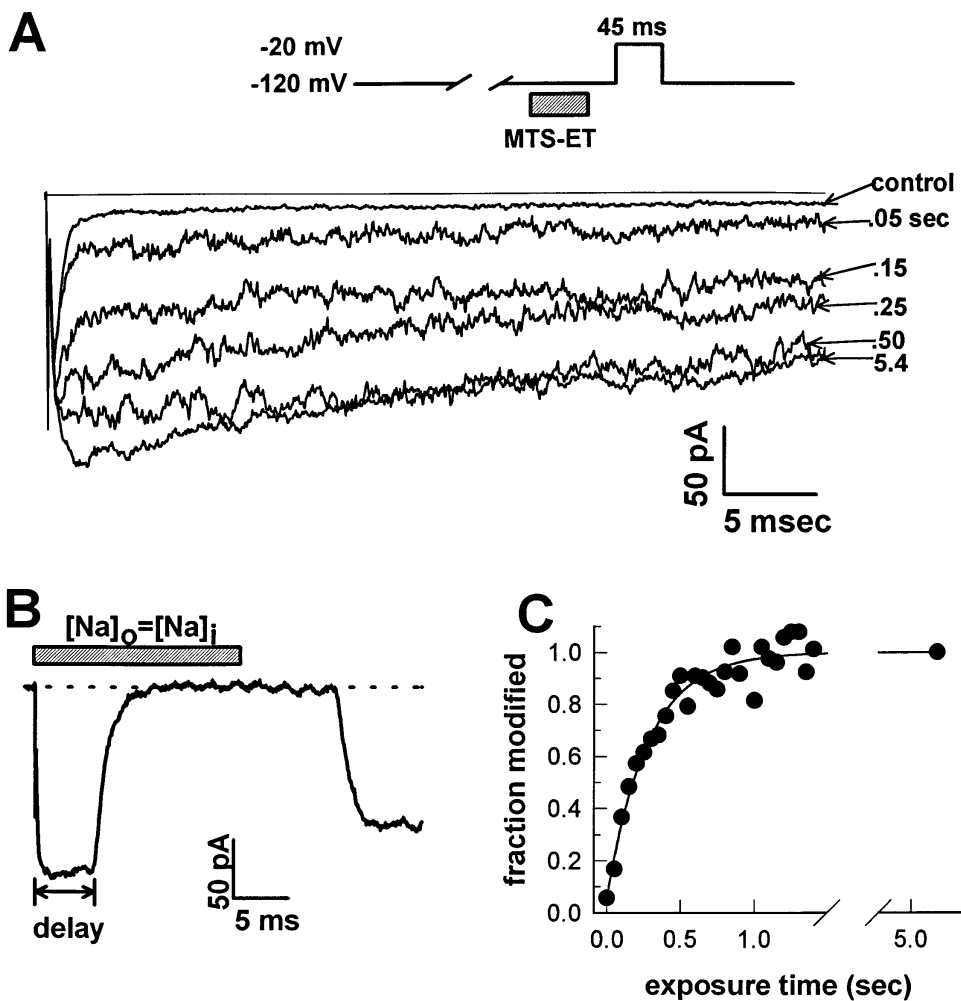 A
45 ms
-20 mV
-120 mV
MTS-ET
control
.05 sec
.15
.25
.50
5.4
50 pA
5 msec
B
[Na]o=[Na]i
delay
50 pA
5 ms
C
fraction modified
1.0
0.8
0.6
0.4
0.2
0.0
0.0 0.5 1.0 5.0
exposure time (sec)